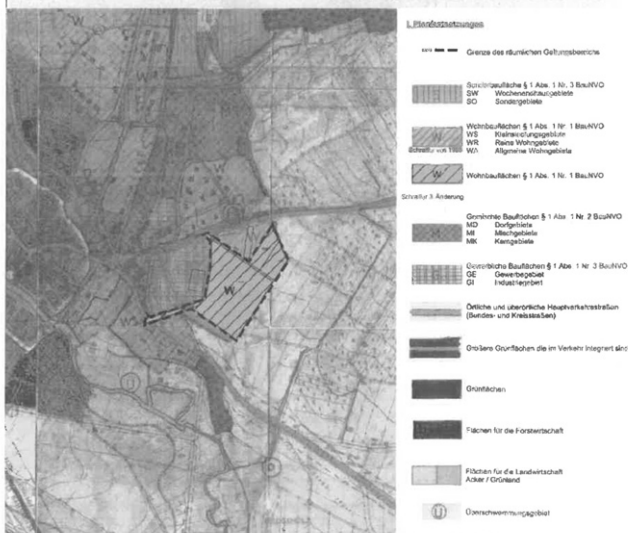 I. Planfestsetzungen
Grenze des räumlichen Geltungsbereichs
Sonderbaufläche § 1 Abs. 1 Nr. 3 BauNVO
SW Wochenendhausgebiete
SO Sondergebiete
Wohnbauflächen § 1 Abs. 1 Nr. 1 BauNVO
WS Kleinsiedlungsgebiete
WR Reine Wohngebiete
WA Allgemeine Wohngebiete
W
Wohnbauflächen § 1 Abs. 1 Nr. 1 BauNVO
Gemischte Bauflächen § 1 Abs. 1 Nr. 2 BauNVO
MD Dorfgebiete
MI Mischgebiete
MK Kerngebiete
Gewerbliche Bauflächen § 1 Abs. 1 Nr. 3 BauNVO
GE Gewerbegebiet
GI Industriegebiet
Örtliche und überörtliche Hauptverkehrsstraßen
(Bundes- und Kreisstraßen)
Größere Grünflächen die im Verkehr integriert sind
Grünflächen
Flächen für die Forstwirtschaft
Flächen für die Landwirtschaft
Acker / Grünland
Ü
Überschwemmungsgebiet
W
W
W
Ü